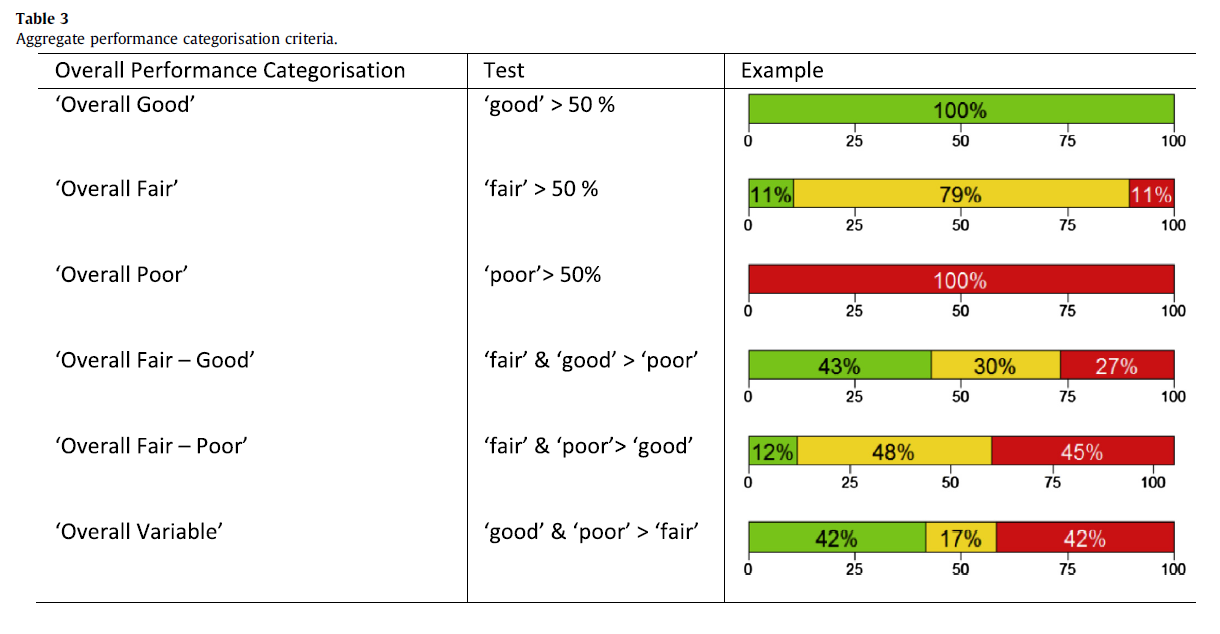 Table 3
Aggregate performance categorisation criteria.
Overall Performance Categorisation Test Example
‘Overall Good’ ‘good’ > 50 % 100%
0 25 50 75 100
‘Overall Fair’ ‘fair’ > 50 % 11% 79% 11%
0 25 50 75 100
‘Overall Poor’ ‘poor’> 50% 100%
0 25 50 75 100
‘Overall Fair – Good’ ‘fair’ & ‘good’ > ‘poor’ 43% 30% 27%
0 25 50 75 100
‘Overall Fair – Poor’ ‘fair’ & ‘poor’> ‘good’ 12% 48% 45%
0 25 50 75 100
‘Overall Variable’ ‘good’ & ‘poor’ > ‘fair’ 42% 17% 42%
0 25 50 75 100